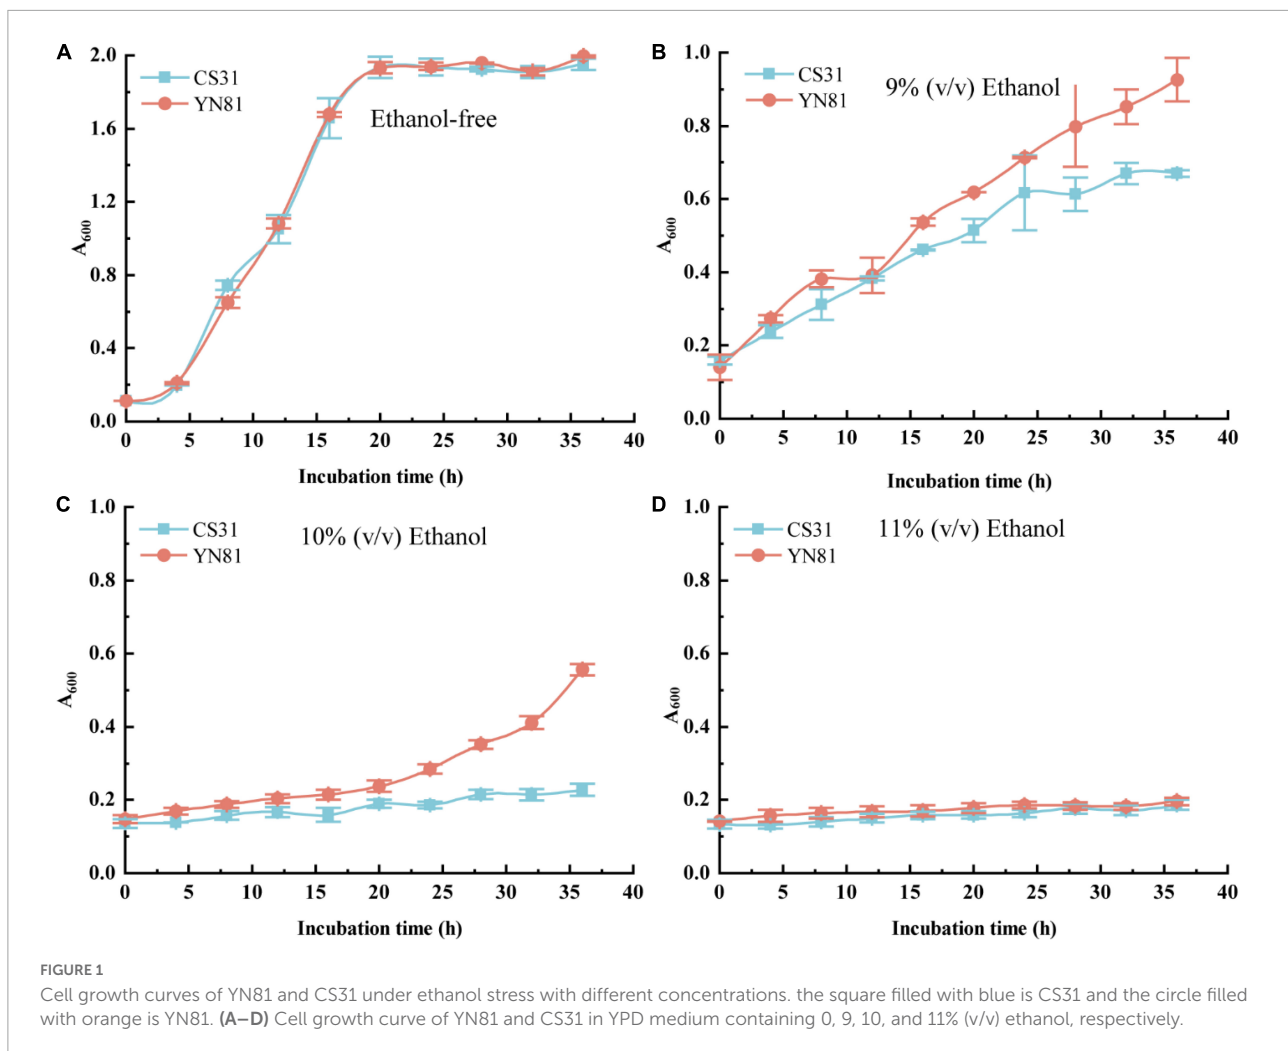 A
CS31
YN81
Ethanol-free
A600
2.0
1.6
1.2
0.8
0.4
0.0
0 5 10 15 20 25 30 35 40
Incubation time (h)
B
CS31
YN81
9% (v/v) Ethanol
A600
1.0
0.8
0.6
0.4
0.2
0.0
0 5 10 15 20 25 30 35 40
Incubation time (h)
C
CS31
YN81
10% (v/v) Ethanol
A600
1.0
0.8
0.6
0.4
0.2
0.0
0 5 10 15 20 25 30 35 40
Incubation time (h)
D
CS31
YN81
11% (v/v) Ethanol
A600
1.0
0.8
0.6
0.4
0.2
0.0
0 5 10 15 20 25 30 35 40
Incubation time (h)
FIGURE 1
Cell growth curves of YN81 and CS31 under ethanol stress with different concentrations. the square filled with blue is CS31 and the circle filled
with orange is YN81. (A–D) Cell growth curve of YN81 and CS31 in YPD medium containing 0, 9, 10, and 11% (v/v) ethanol, respectively.